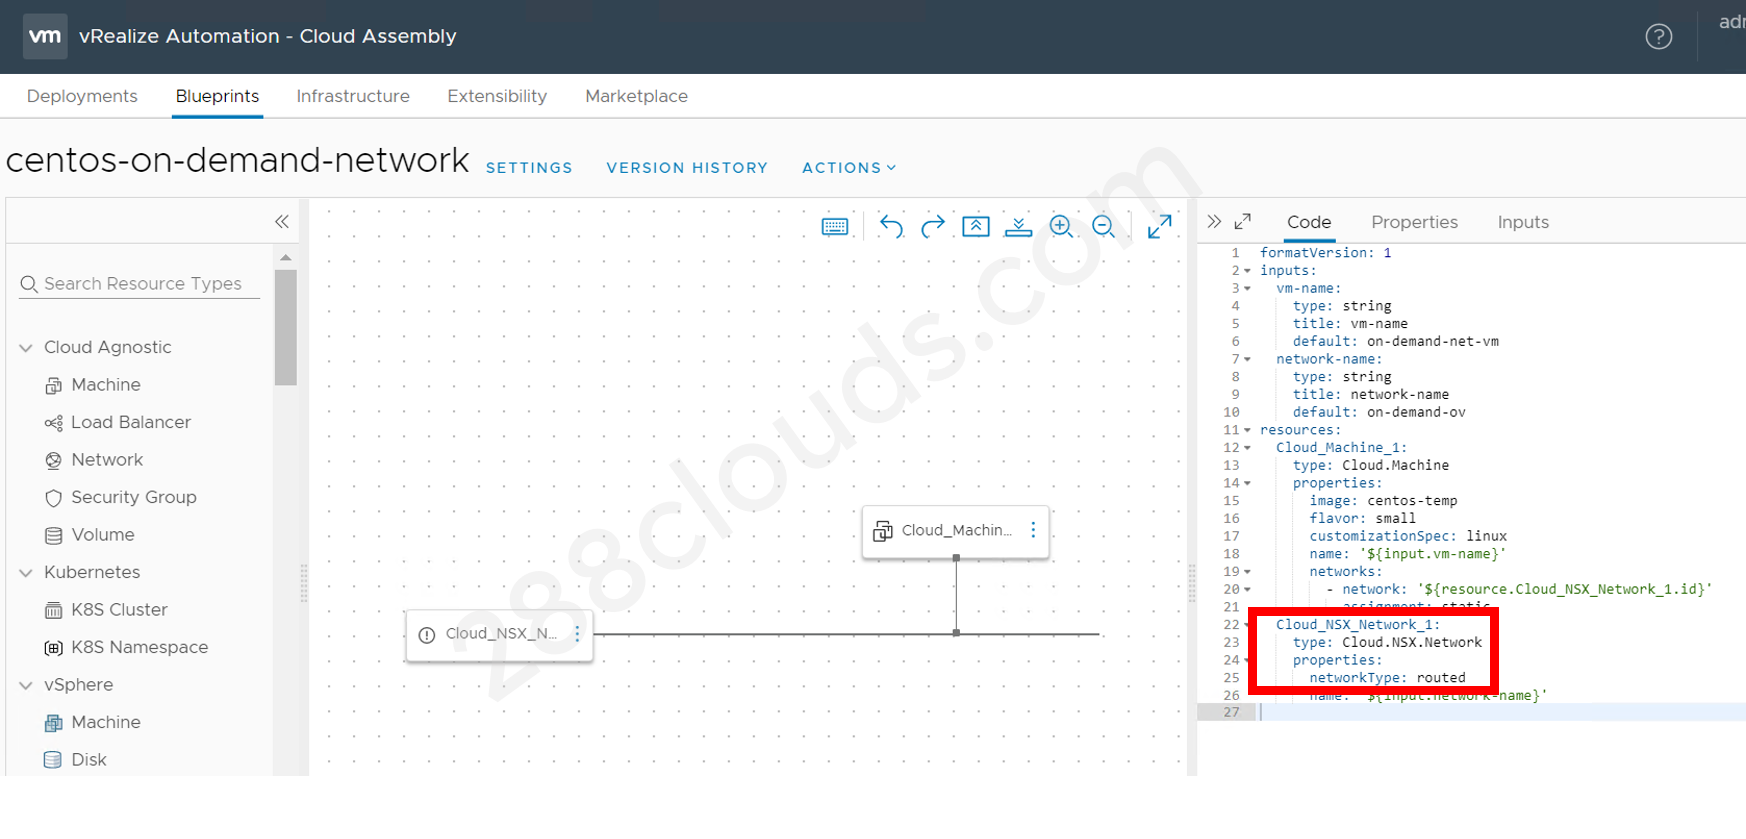 vm vRealize Automation - Cloud Assembly
Deployments Blueprints Infrastructure Extensibility Marketplace
centos-on-demand-network SETTINGS VERSION HISTORY ACTIONS
Search Resource Types
Cloud Agnostic
Machine
Load Balancer
Network
Security Group
Volume
Kubernetes
K8S Cluster
K8S Namespace
vSphere
Machine
Disk
Cloud_Machin...
Cloud_NSX_N...
288clouds.com
Code Properties Inputs
1 formatVersion: 1
2 inputs:
3 vm-name:
4 type: string
5 title: vm-name
6 default: on-demand-net-vm
7 network-name:
8 type: string
9 title: network-name
10 default: on-demand-ov
11 resources:
12 Cloud_Machine_1:
13 type: Cloud.Machine
14 properties:
15 image: centos-temp
16 flavor: small
17 customizationSpec: linux
18 name: '${input.vm-name}'
19 networks:
20 - network: '${resource.Cloud_NSX_Network_1.id}'
21 assignment: static
22 Cloud_NSX_Network_1:
23 type: Cloud.NSX.Network
24 properties:
25 networkType: routed
26 name: '${input.network-name}'
27